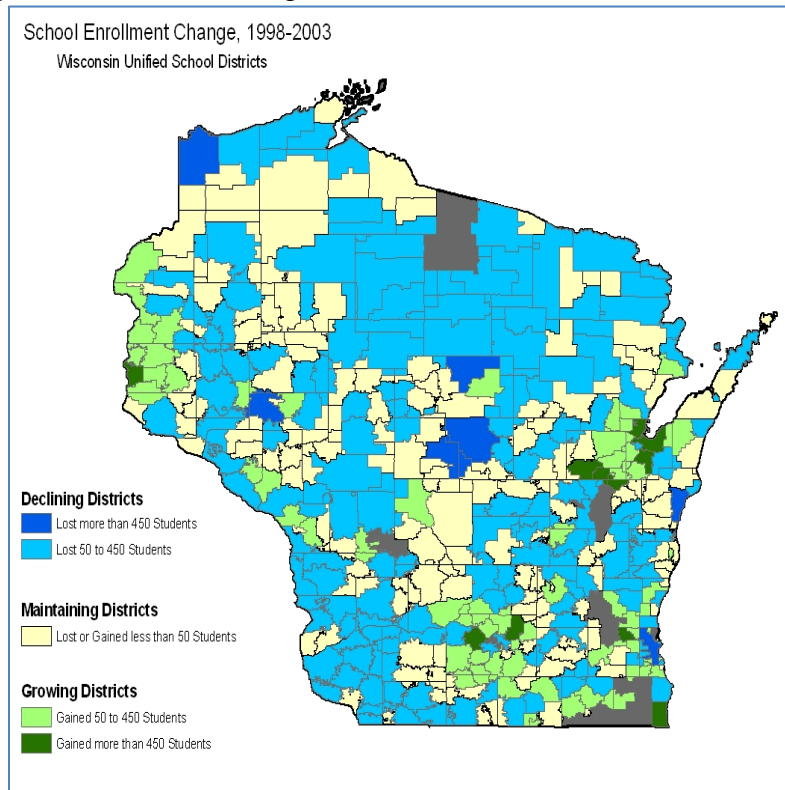 School Enrollment Change, 1998-2003
Wisconsin Unified School Districts
Declining Districts
Lost more than 450 Students
Lost 50 to 450 Students
Maintaining Districts
Lost or Gained less than 50 Students
Growing Districts
Gained 50 to 450 Students
Gained more than 450 Students